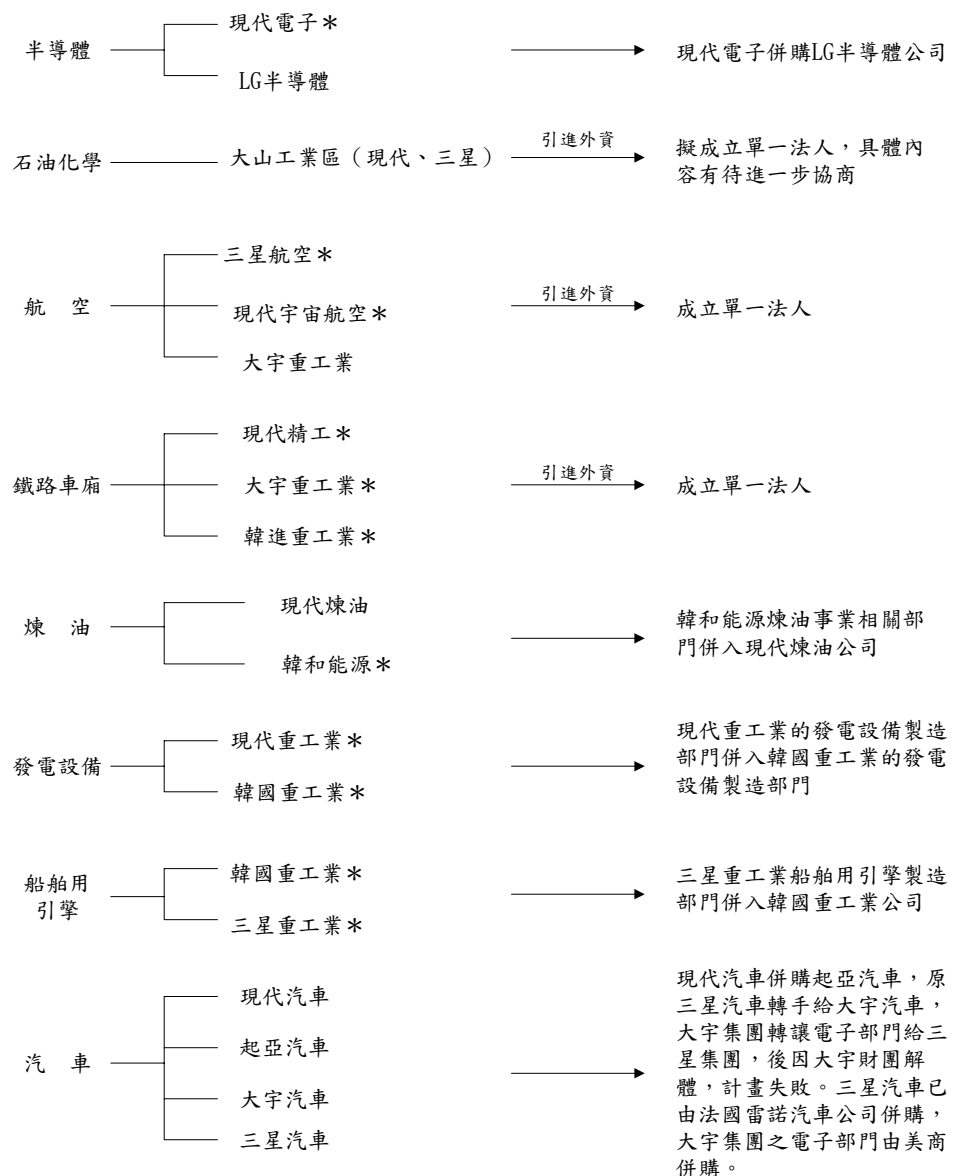 半導體
現代電子＊
LG半導體
現代電子併購LG半導體公司
石油化學
大山工業區（現代、三星）
引進外資
擬成立單一法人，具體內
容有待進一步協商
航　空
三星航空＊
現代宇宙航空＊
大宇重工業
引進外資
成立單一法人
鐵路車廂
現代精工＊
大宇重工業＊
韓進重工業＊
引進外資
成立單一法人
煉　油
現代煉油
韓和能源＊
韓和能源煉油事業相關部
門併入現代煉油公司
發電設備
現代重工業＊
韓國重工業＊
現代重工業的發電設備製造
部門併入韓國重工業的發電
設備製造部門
船舶用
引擎
韓國重工業＊
三星重工業＊
三星重工業船舶用引擎製造
部門併入韓國重工業公司
汽　車
現代汽車
起亞汽車
大宇汽車
三星汽車
現代汽車併購起亞汽車，原
三星汽車轉手給大宇汽車，
大宇集團轉讓電子部門給三
星集團，後因大宇財團解
體，計畫失敗。三星汽車已
由法國雷諾汽車公司併購，
大宇集團之電子部門由美商
併購。